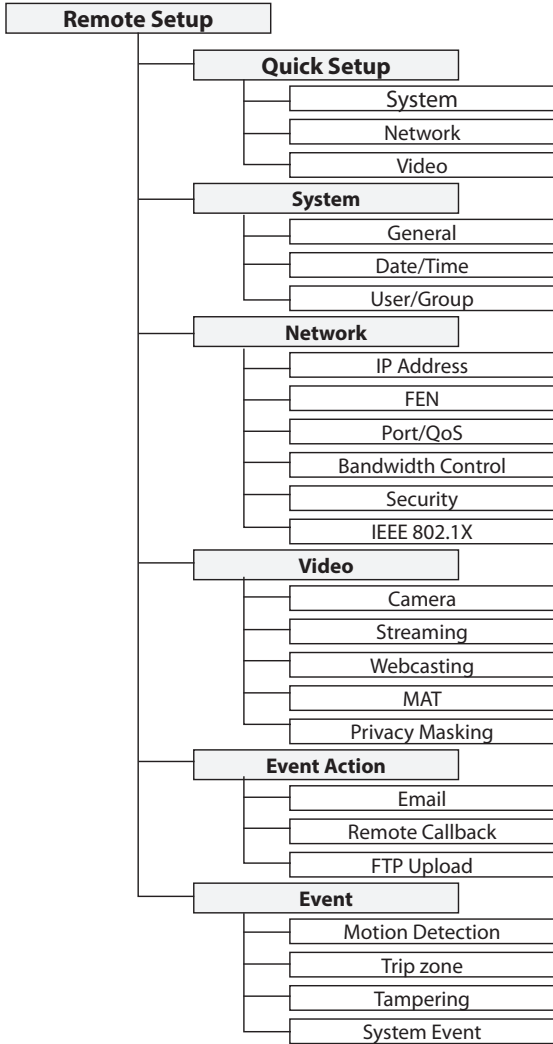 Remote Setup
Quick Setup
System
Network
Video
System
General
Date/Time
User/Group
Network
IP Address
FEN
Port/QoS
Bandwidth Control
Security
IEEE 802.1X
Video
Camera
Streaming
Webcasting
MAT
Privacy Masking
Event Action
Email
Remote Callback
FTP Upload
Event
Motion Detection
Trip zone
Tampering
System Event